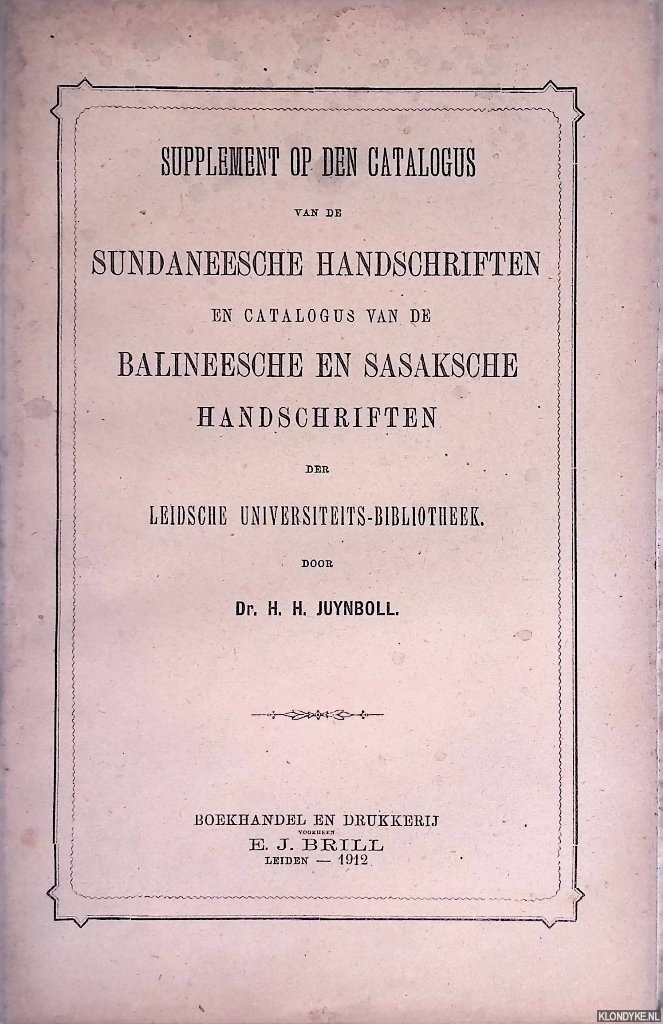 SUPPLEMENT OP DEN CATALOGUS
VAN DE
SUNDANEESCHE HANDSCHRIFTEN
EN CATALOGUS VAN DE
BALINEESCHE EN SASAKSCHE
HANDSCHRIFTEN
DER
LEIDSCHE UNIVERSITEITS-BIBLIOTHEEK.
DOOR
Dr. H. H. JUYNBOLL.
BOEKHANDEL EN DRUKKERIJ
VOORHEEN
E. J. BRILL
LEIDEN — 1912
KLONDYKE.NL